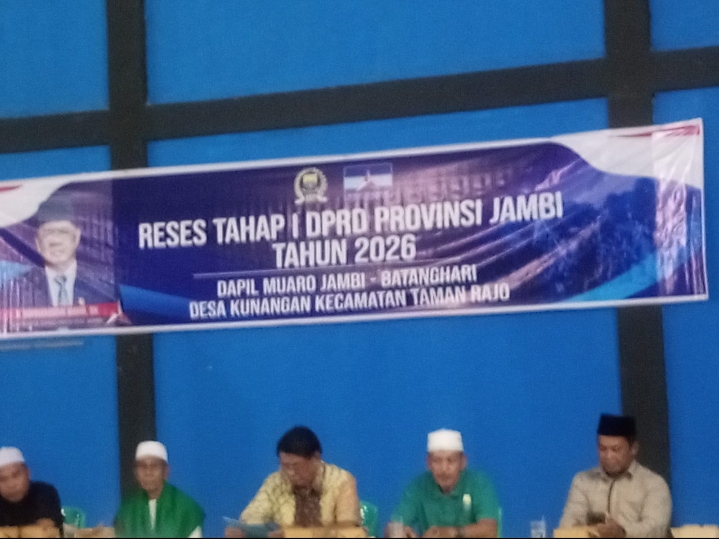 RESES TAHAP I DPRD PROVINSI JAMBI
TAHUN 2026
DAPIL MUARO JAMBI - BATANGHARI
DESA KUNANGAN KECAMATAN TAMAN RAJO